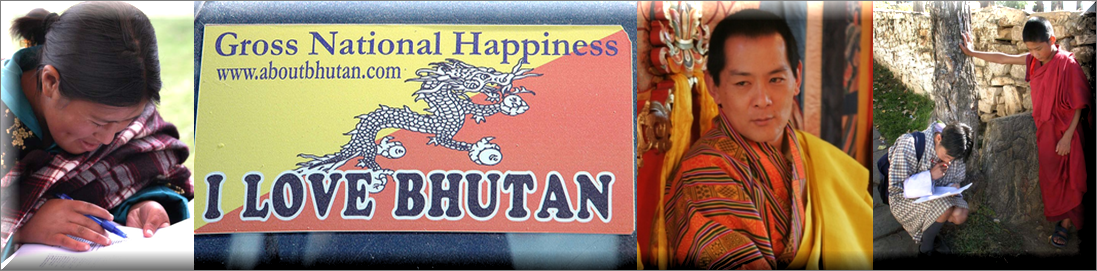 Gross National Happiness
www.aboutbhutan.com
I LOVE BHUTAN